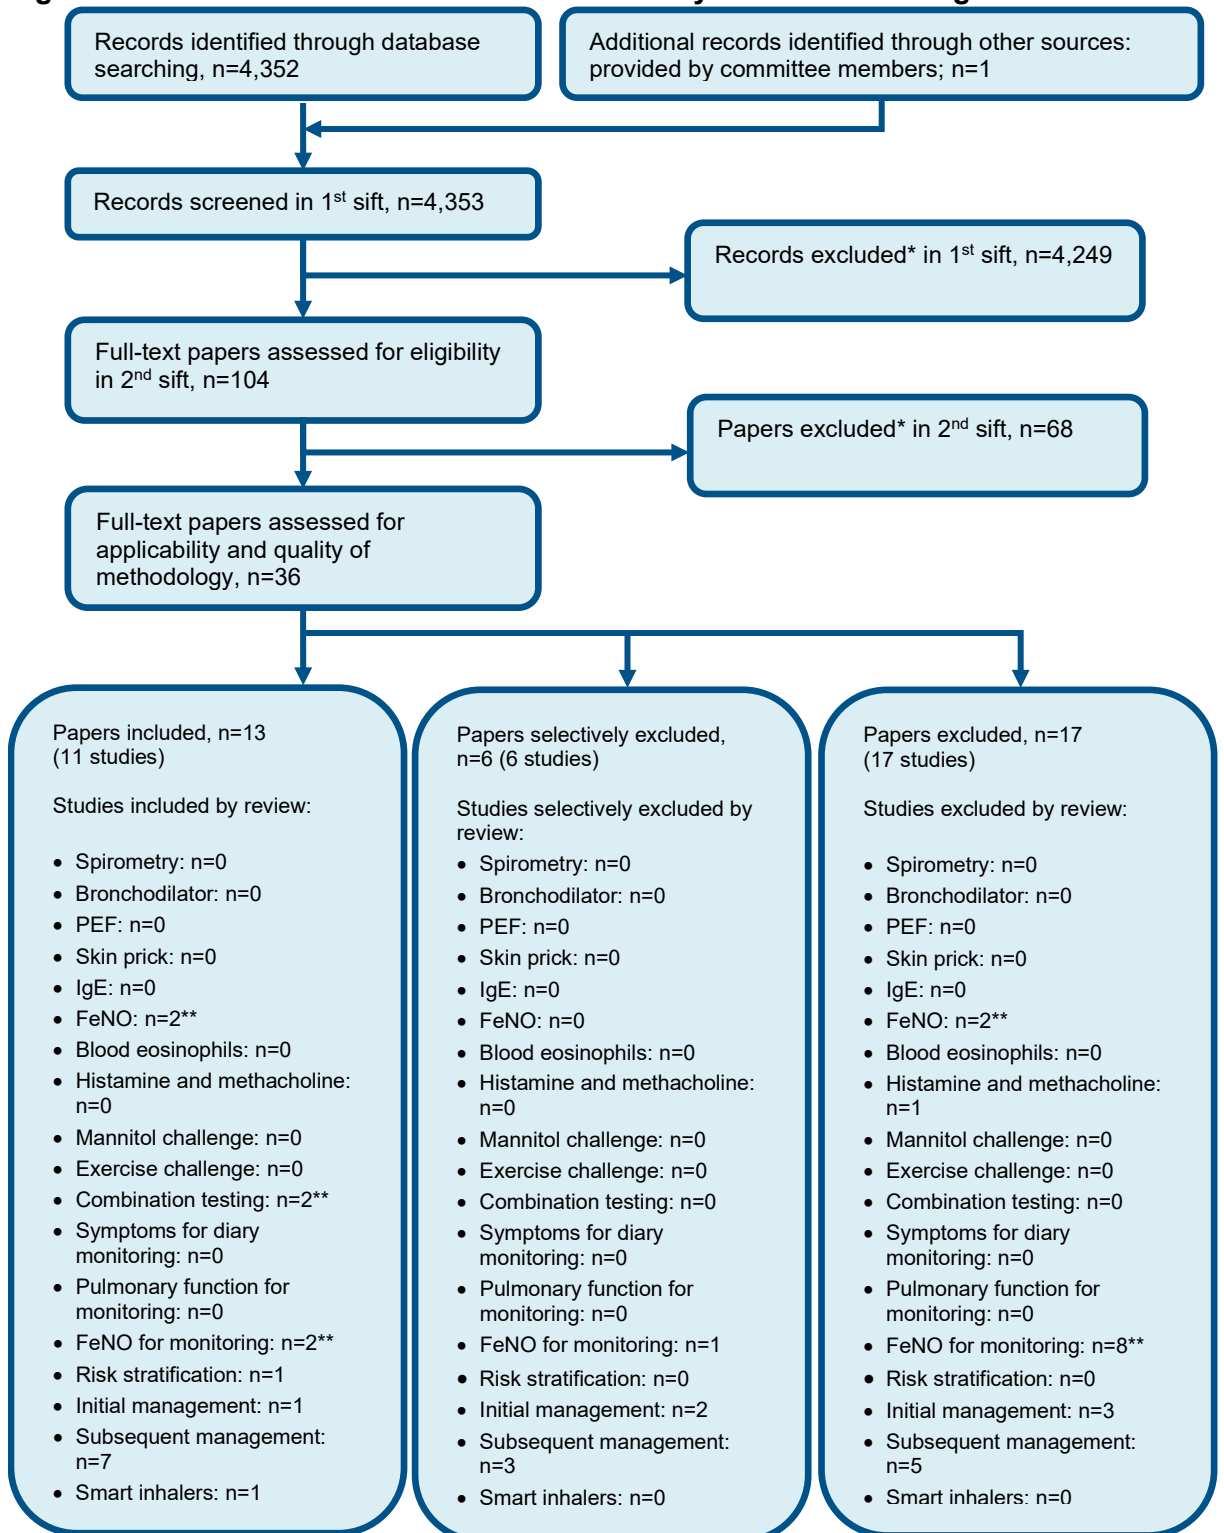 Records identified through database
searching, n=4,352
Additional records identified through other sources:
provided by committee members; n=1
Records screened in 1st sift, n=4,353
Records excluded* in 1st sift, n=4,249
Full-text papers assessed for eligibility
in 2nd sift, n=104
Papers excluded* in 2nd sift, n=68
Full-text papers assessed for
applicability and quality of
methodology, n=36
Papers included, n=13
(11 studies)
Studies included by review:
• Spirometry: n=0
• Bronchodilator: n=0
• PEF: n=0
• Skin prick: n=0
• IgE: n=0
• FeNO: n=2**
• Blood eosinophils: n=0
• Histamine and methacholine:
n=0
• Mannitol challenge: n=0
• Exercise challenge: n=0
• Combination testing: n=2**
• Symptoms for diary
monitoring: n=0
• Pulmonary function for
monitoring: n=0
• FeNO for monitoring: n=2**
• Risk stratification: n=1
• Initial management: n=1
• Subsequent management:
n=7
• Smart inhalers: n=1
Papers selectively excluded,
n=6 (6 studies)
Studies selectively excluded by
review:
• Spirometry: n=0
• Bronchodilator: n=0
• PEF: n=0
• Skin prick: n=0
• IgE: n=0
• FeNO: n=0
• Blood eosinophils: n=0
• Histamine and methacholine:
n=0
• Mannitol challenge: n=0
• Exercise challenge: n=0
• Combination testing: n=0
• Symptoms for diary
monitoring: n=0
• Pulmonary function for
monitoring: n=0
• FeNO for monitoring: n=1
• Risk stratification: n=0
• Initial management: n=2
• Subsequent management:
n=3
• Smart inhalers: n=0
Papers excluded, n=17
(17 studies)
Studies excluded by review:
• Spirometry: n=0
• Bronchodilator: n=0
• PEF: n=0
• Skin prick: n=0
• IgE: n=0
• FeNO: n=2**
• Blood eosinophils: n=0
• Histamine and methacholine:
n=1
• Mannitol challenge: n=0
• Exercise challenge: n=0
• Combination testing: n=0
• Symptoms for diary
monitoring: n=0
• Pulmonary function for
monitoring: n=0
• FeNO for monitoring: n=8**
• Risk stratification: n=0
• Initial management: n=3
• Subsequent management:
n=5
• Smart inhalers: n=0